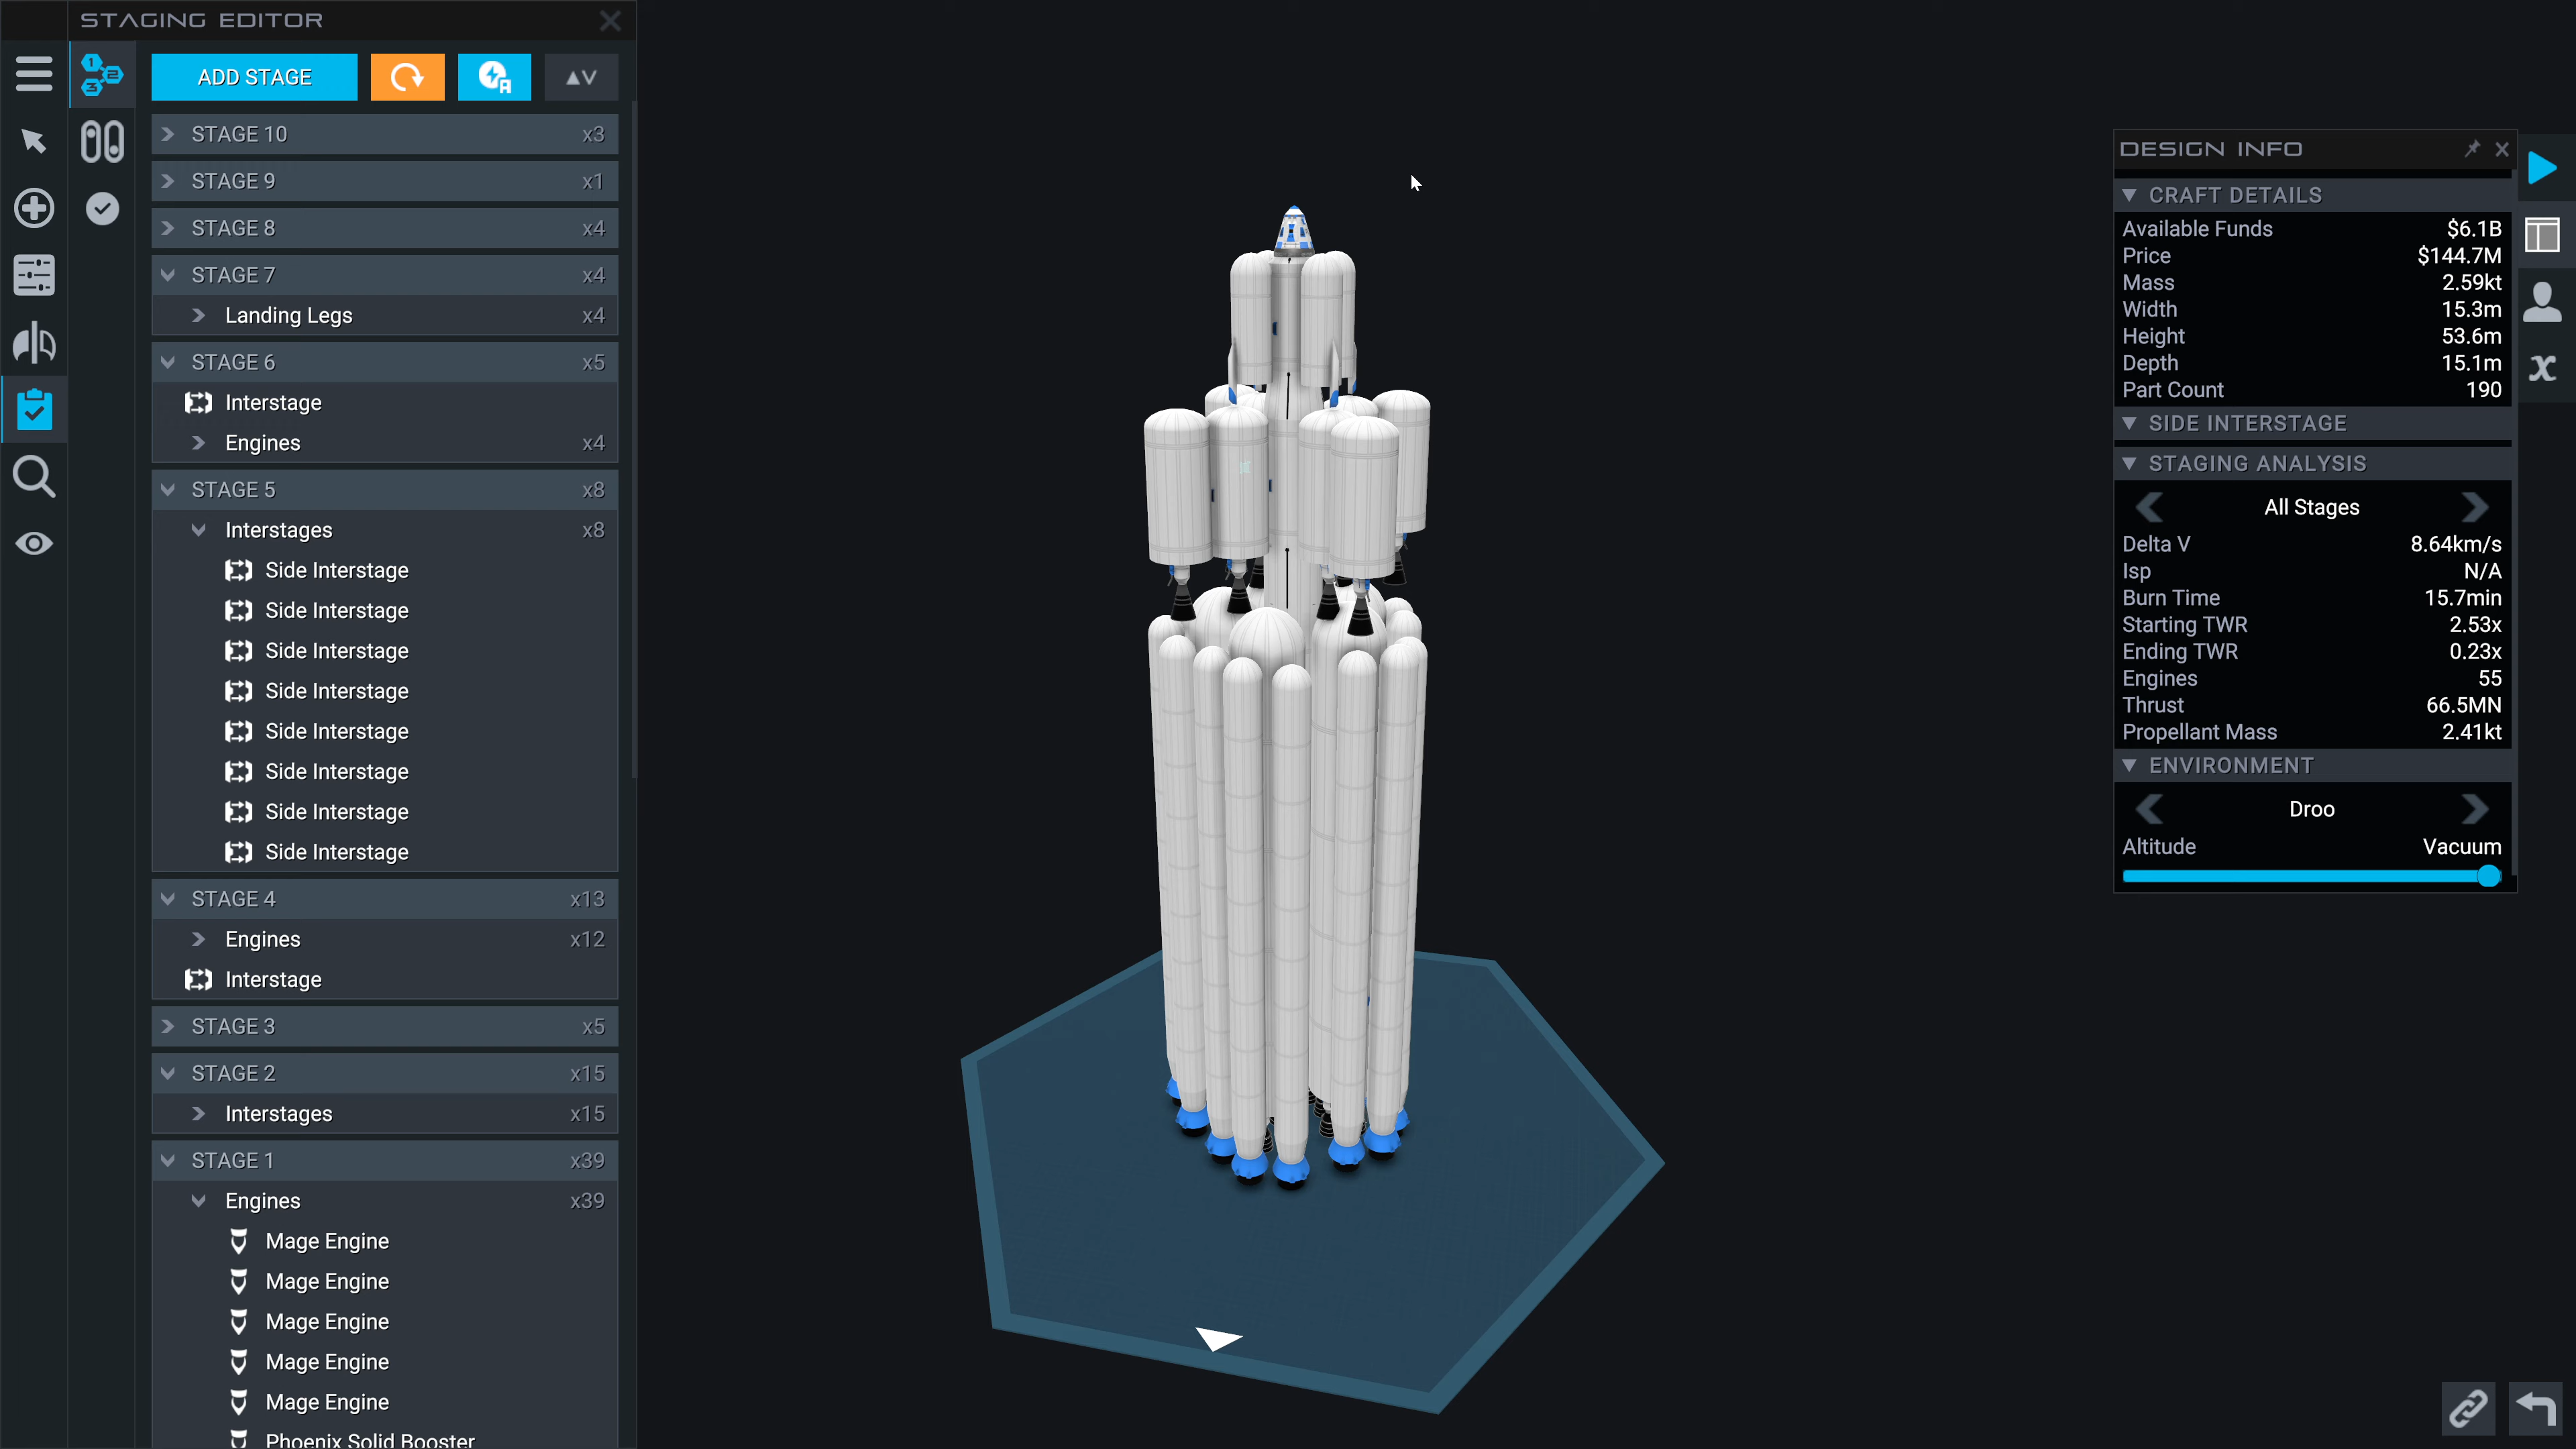 STAGING EDITOR
ADD STAGE
STAGE 10 x3
STAGE 9 x1
STAGE 8 x4
STAGE 7 x4
Landing Legs x4
STAGE 6 x5
Interstage
Engines x4
STAGE 5 x8
Interstages x8
Side Interstage
Side Interstage
Side Interstage
Side Interstage
Side Interstage
Side Interstage
Side Interstage
Side Interstage
STAGE 4 x13
Engines x12
Interstage
STAGE 3 x5
STAGE 2 x15
Interstages x15
STAGE 1 x39
Engines x39
Mage Engine
Mage Engine
Mage Engine
Mage Engine
Mage Engine
Phoenix Solid Booster
DESIGN INFO
CRAFT DETAILS
Available Funds $6.1B
Price $144.7M
Mass 2.59kt
Width 15.3m
Height 53.6m
Depth 15.1m
Part Count 190
SIDE INTERSTAGE
STAGING ANALYSIS
All Stages
Delta V 8.64km/s
Isp N/A
Burn Time 15.7min
Starting TWR 2.53x
Ending TWR 0.23x
Engines 55
Thrust 66.5MN
Propellant Mass 2.41kt
ENVIRONMENT
Droo
Altitude Vacuum